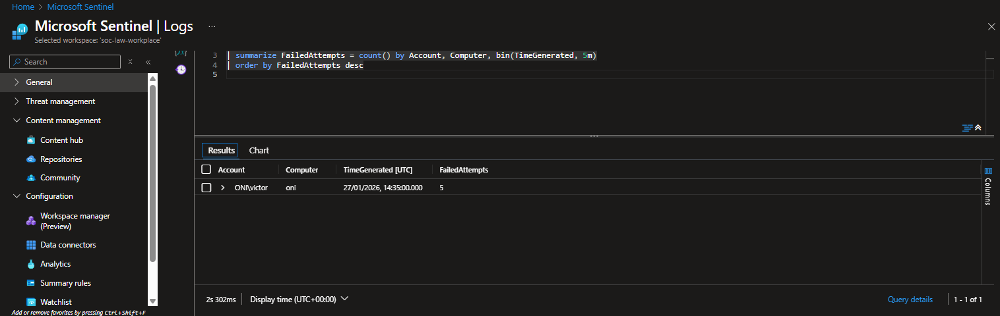 Home > Microsoft Sentinel
Microsoft Sentinel | Logs ...
Selected workspace: 'soc-law-workplace'
Search
General
Threat management
Content management
Content hub
Repositories
Community
Configuration
Workspace manager
(Preview)
Data connectors
Analytics
Summary rules
Watchlist
Add or remove favorites by pressing Ctrl+Shift+F
3 | summarize FailedAttempts = count() by Account, Computer, bin(TimeGenerated, 5m)
4 | order by FailedAttempts desc
5
Results Chart
Account Computer TimeGenerated [UTC] FailedAttempts
ONI\victor oni 27/01/2026, 14:35:00.000 5
Columns
2s 302ms Display time (UTC+00:00) Query details 1 - 1 of 1